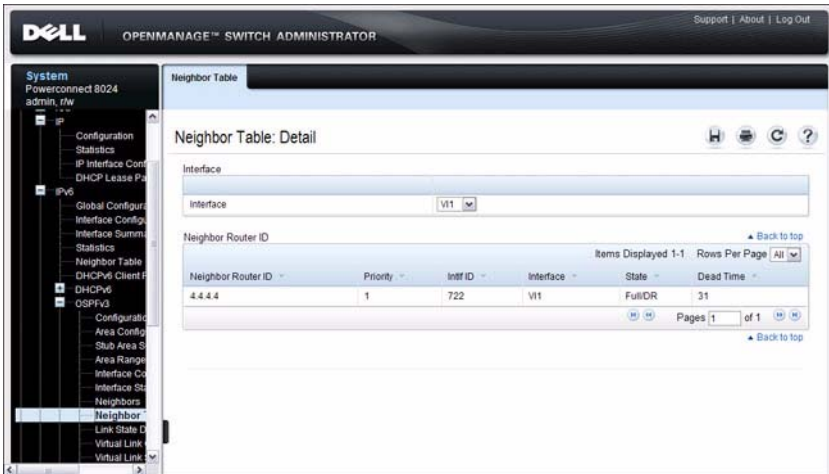 Support | About | Log Out
DELL
OPENMANAGE™ SWITCH ADMINISTRATOR
System
Powerconnect 8024
admin, r/w
IP
Configuration
Statistics
IP Interface Conf
DHCP Lease Pa
IPv6
Global Configura
Interface Configu
Interface Summa
Statistics
Neighbor Table
DHCPv6 Client P
DHCPv6
OSPFv3
Configuratio
Area Config
Stub Area S
Area Range
Interface Co
Interface Sta
Neighbors
Neighbor T
Link State D
Virtual Link
Virtual Link
Neighbor Table
Neighbor Table: Detail
Interface
Interface VI1
Neighbor Router ID
Back to top
Items Displayed 1-1 Rows Per Page All
Neighbor Router ID Priority Intif ID Interface State Dead Time
4.4.4.4 1 722 VI1 Full/DR 31
Pages 1 of 1
Back to top